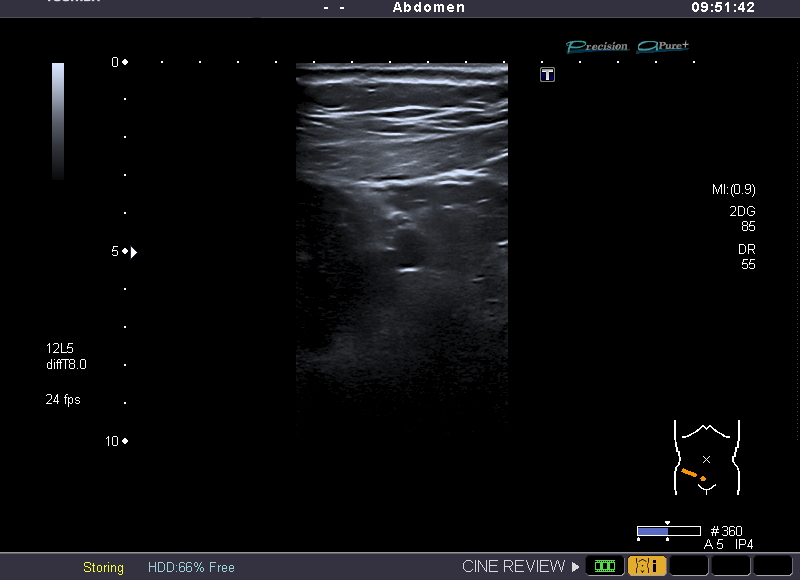 - - Abdomen 09:51:42
Precision APure+
0
T
MI:(0.9)
2DG
85
DR
55
5
12L5
diffT8.0
24 fps
10
#360
A 5 IP4
Storing HDD:66% Free CINE REVIEW
i